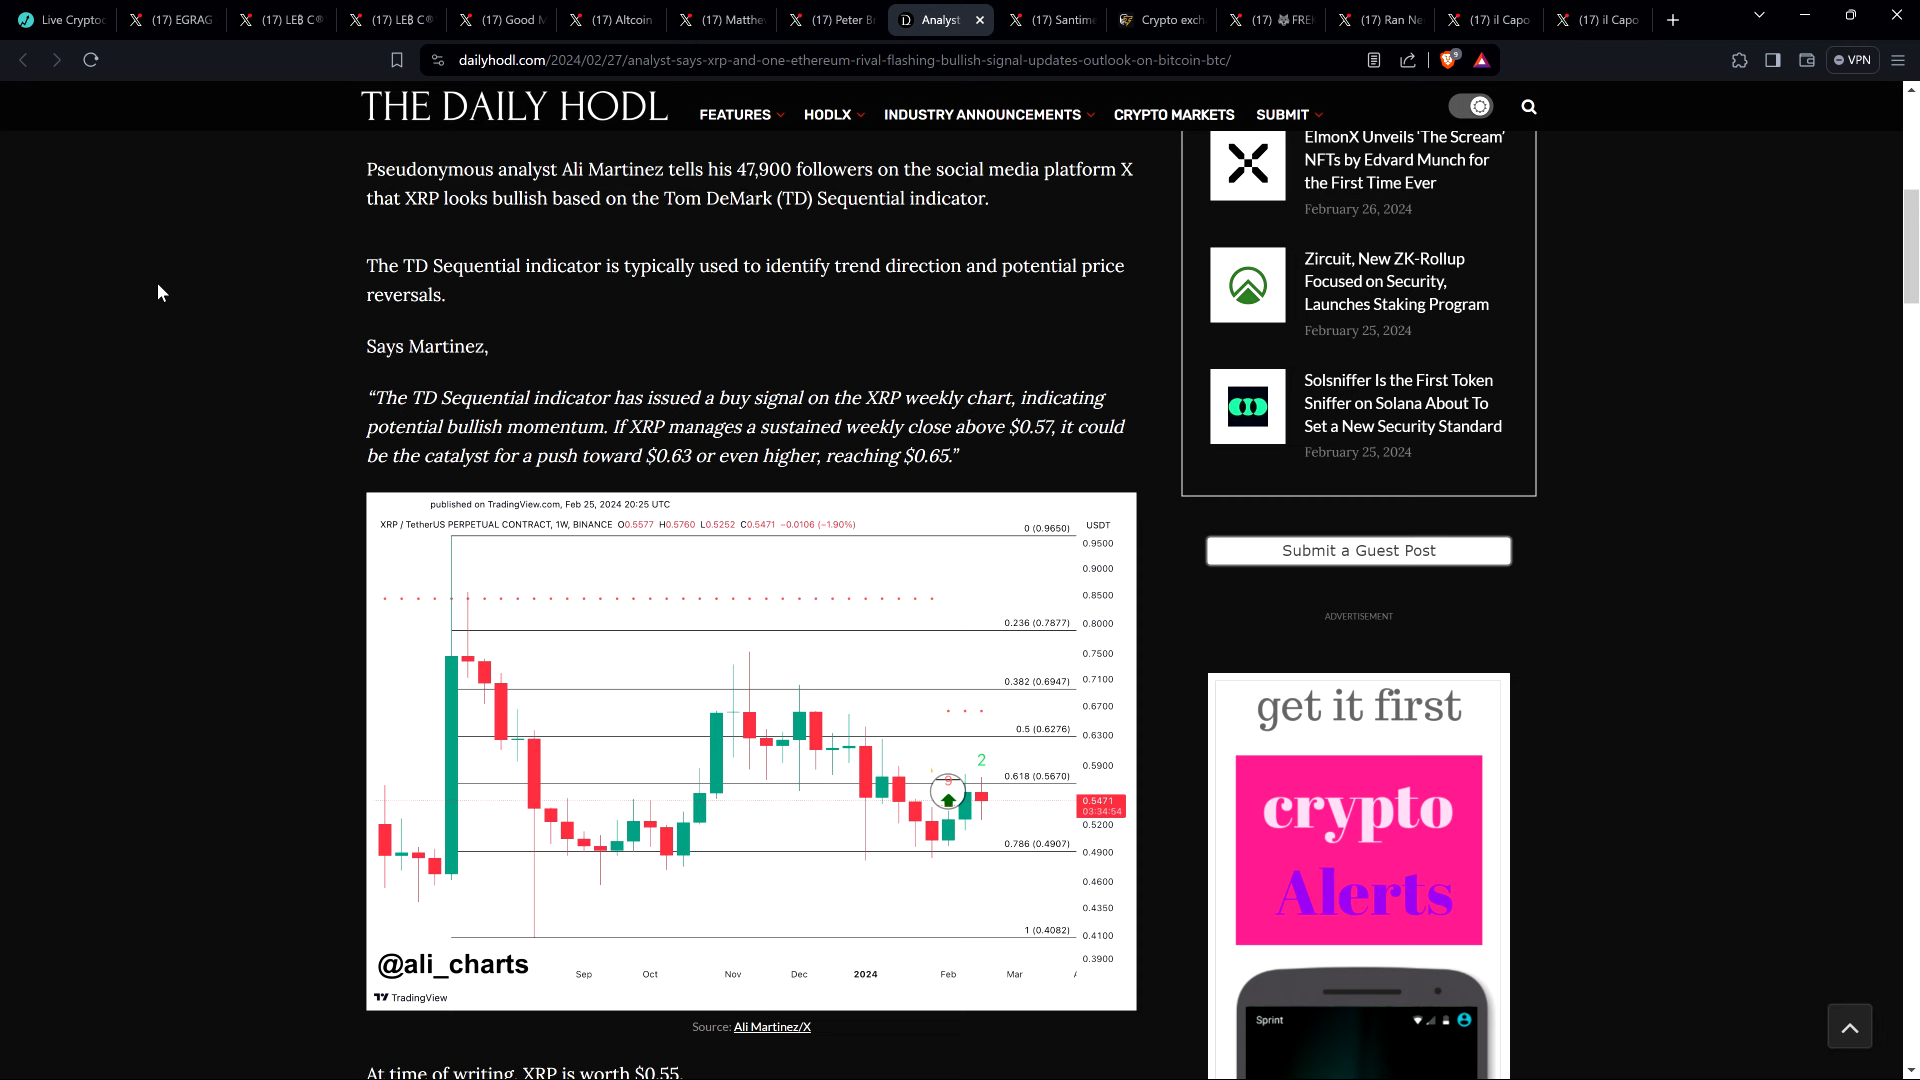 Live Cryptoc
(17) EGRAG
(17) LEB C
(17) LEB C
(17) Good M
(17) Altcoin
(17) Matthe
(17) Peter B
Analyst
(17) Santime
Crypto exch
(17)
(17) Ran Ne
(17) il Capo
(17) il Capo
dailyhodl.com/2024/02/27/analyst-says-xrp-and-one-ethereum-rival-flashing-bullish-signal-updates-outlook-on-bitcoin-btc/
9
VPN
THE DAILY HODL
FEATURES
HODLX
INDUSTRY ANNOUNCEMENTS
CRYPTO MARKETS
SUBMIT
Pseudonymous analyst Ali Martinez tells his 47,900 followers on the social media platform X
that XRP looks bullish based on the Tom DeMark (TD) Sequential indicator.
The TD Sequential indicator is typically used to identify trend direction and potential price
reversals.
Says Martinez,
“The TD Sequential indicator has issued a buy signal on the XRP weekly chart, indicating
potential bullish momentum. If XRP manages a sustained weekly close above $0.57, it could
be the catalyst for a push toward $0.63 or even higher, reaching $0.65.”
published on TradingView.com, Feb 25, 2024 20:25 UTC
XRP / TetherUS PERPETUAL CONTRACT, 1W, BINANCE O0.5577 H0.5760 L0.5252 C0.5471 −0.0106 (−1.90%)
USDT
0 (0.9650)
0.9500
0.9000
0.8500
0.236 (0.7877)
0.8000
0.7500
0.382 (0.6947)
0.7100
0.6700
0.5 (0.6276)
0.6300
2
0.5900
0.618 (0.5670)
9
0.5471
03:34:54
0.5200
0.786 (0.4907)
0.4900
0.4600
0.4350
1 (0.4082)
0.4100
0.3900
@ali_charts
Sep
Oct
Nov
Dec
2024
Feb
Mar
TradingView
Source: Ali Martinez/X
At time of writing, XRP is worth $0.55.
ElmonX Unveils ‘The Scream’
NFTs by Edvard Munch for
the First Time Ever
February 26, 2024
Zircuit, New ZK-Rollup
Focused on Security,
Launches Staking Program
February 25, 2024
Solsniffer Is the First Token
Sniffer on Solana About To
Set a New Security Standard
February 25, 2024
Submit a Guest Post
ADVERTISEMENT
get it first
crypto
Alerts
Sprint